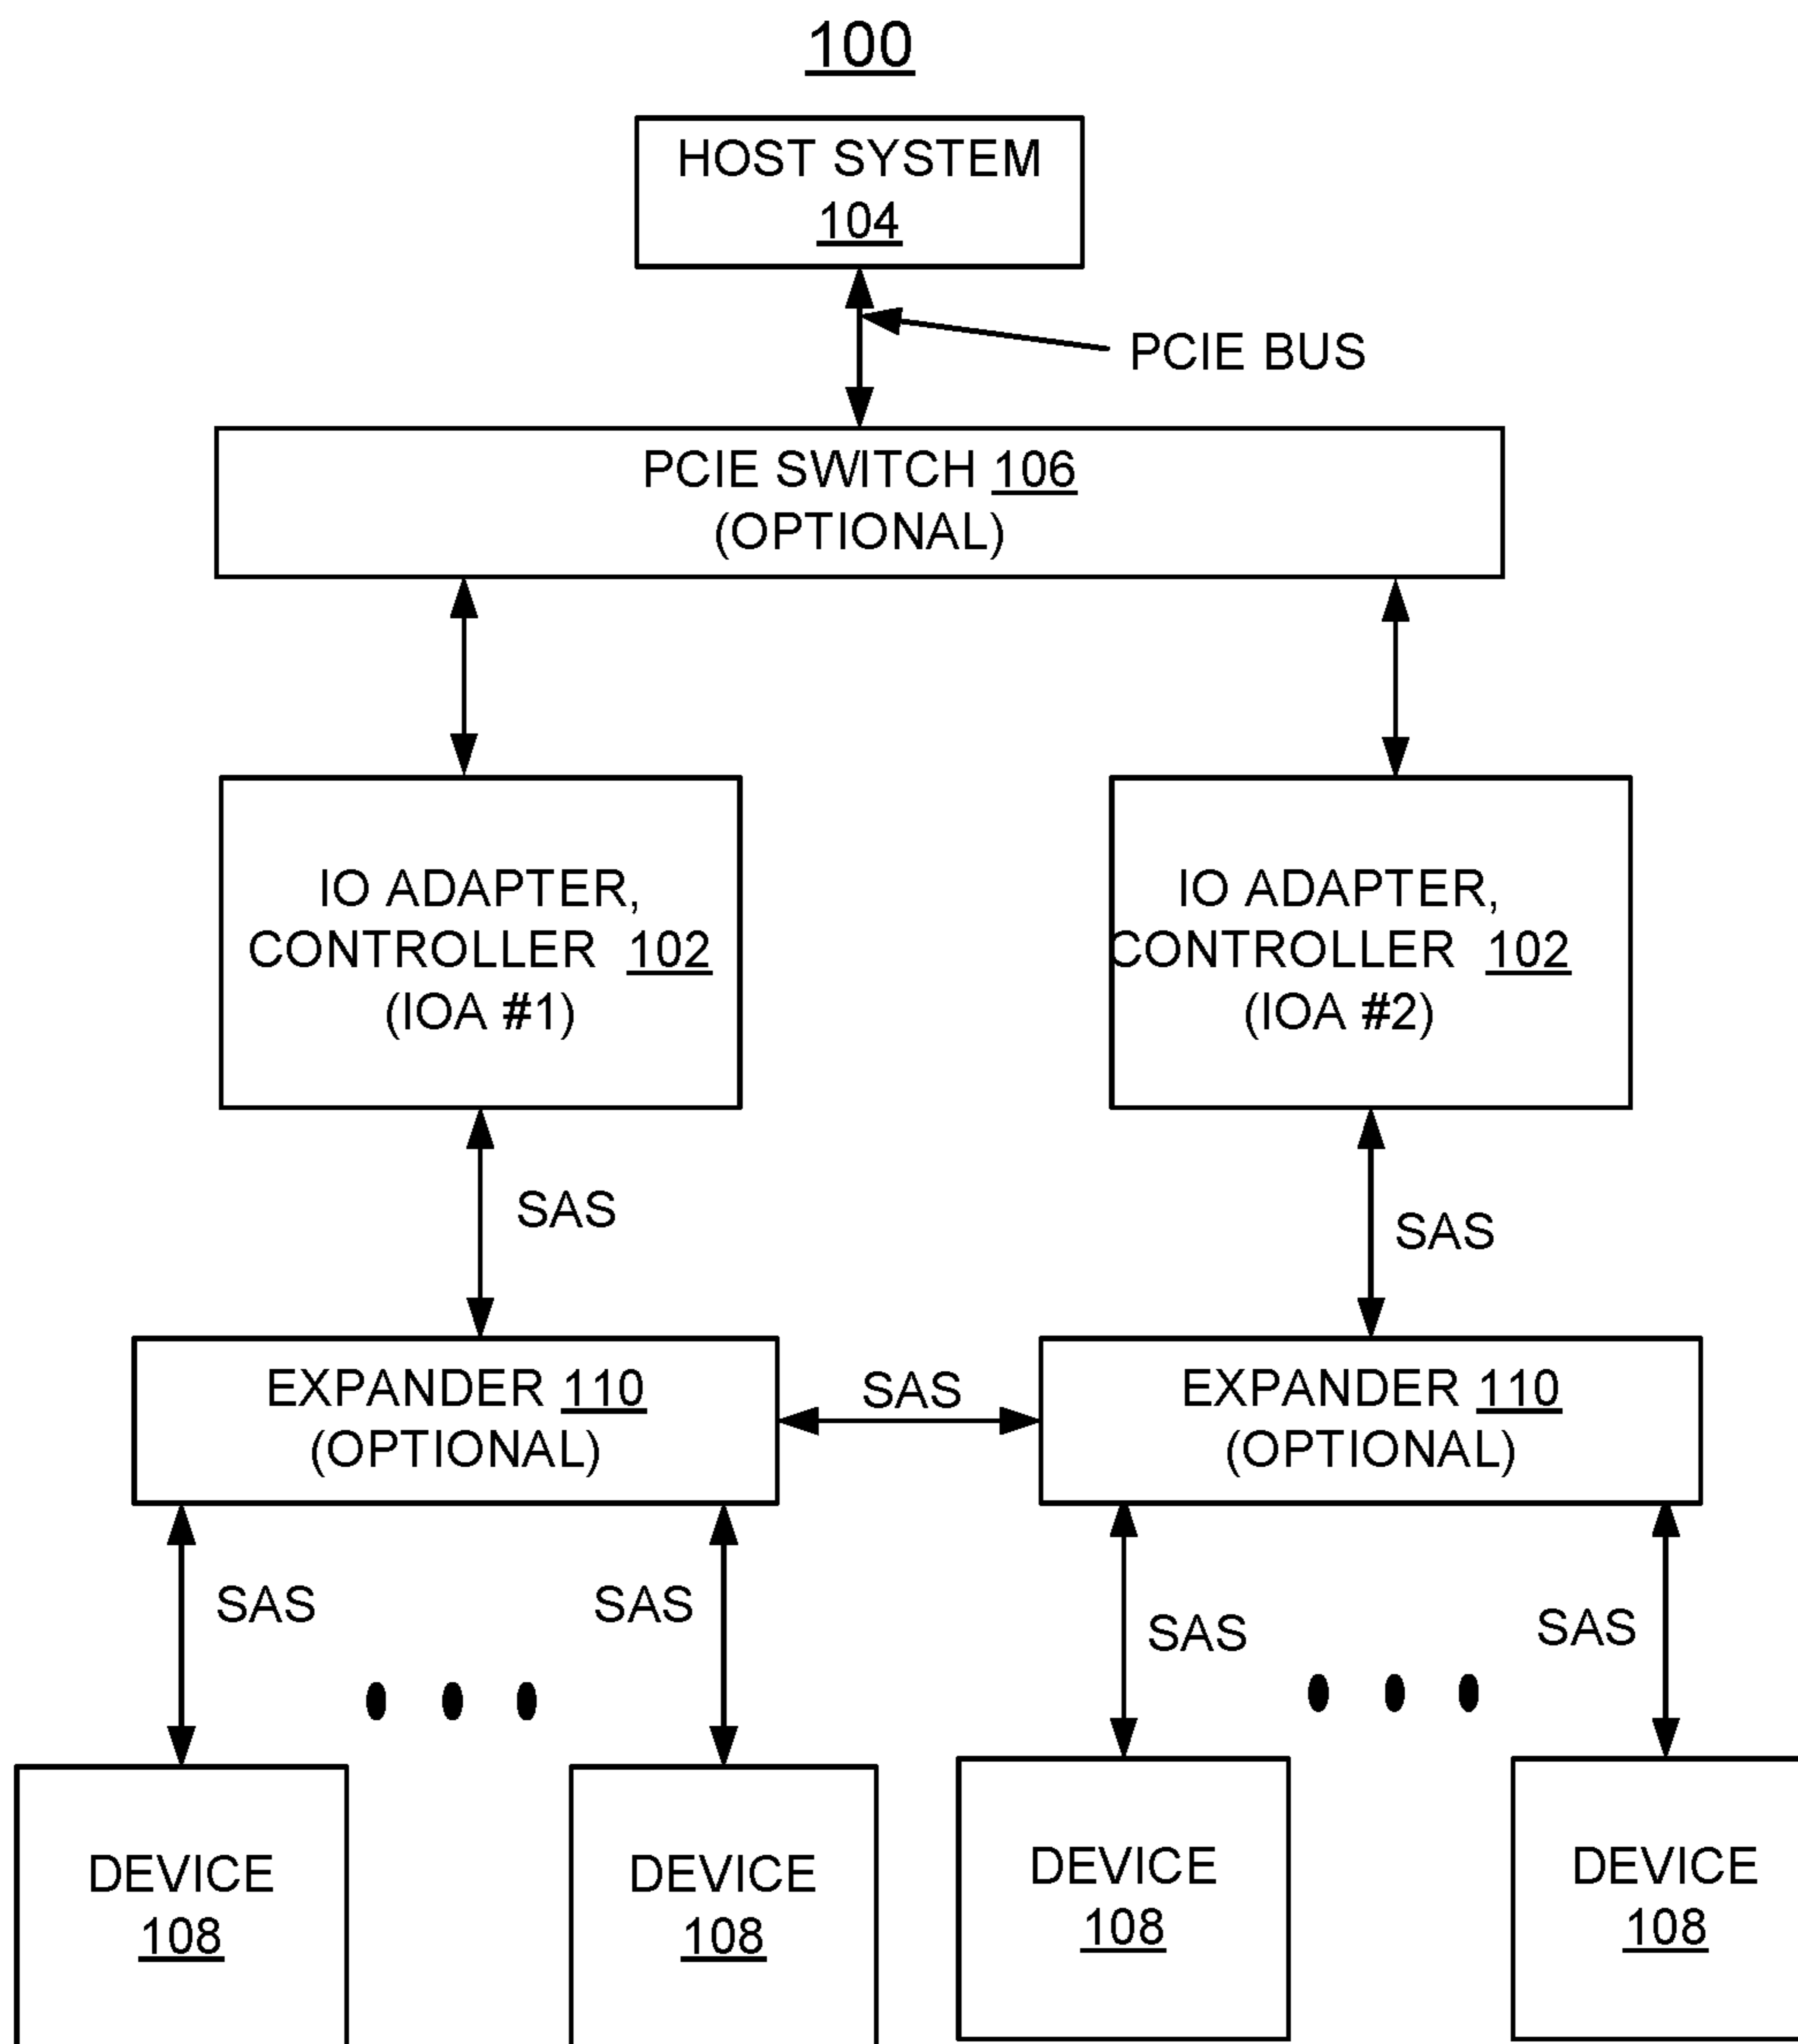 100
HOST SYSTEM
104
PCIE BUS
PCIE SWITCH 106
(OPTIONAL)
IO ADAPTER,
CONTROLLER 102
(IOA #1)
IO ADAPTER,
CONTROLLER 102
(IOA #2)
SAS
SAS
EXPANDER 110
(OPTIONAL)
SAS
EXPANDER 110
(OPTIONAL)
SAS
SAS
SAS
SAS
DEVICE
108
DEVICE
108
DEVICE
108
DEVICE
108